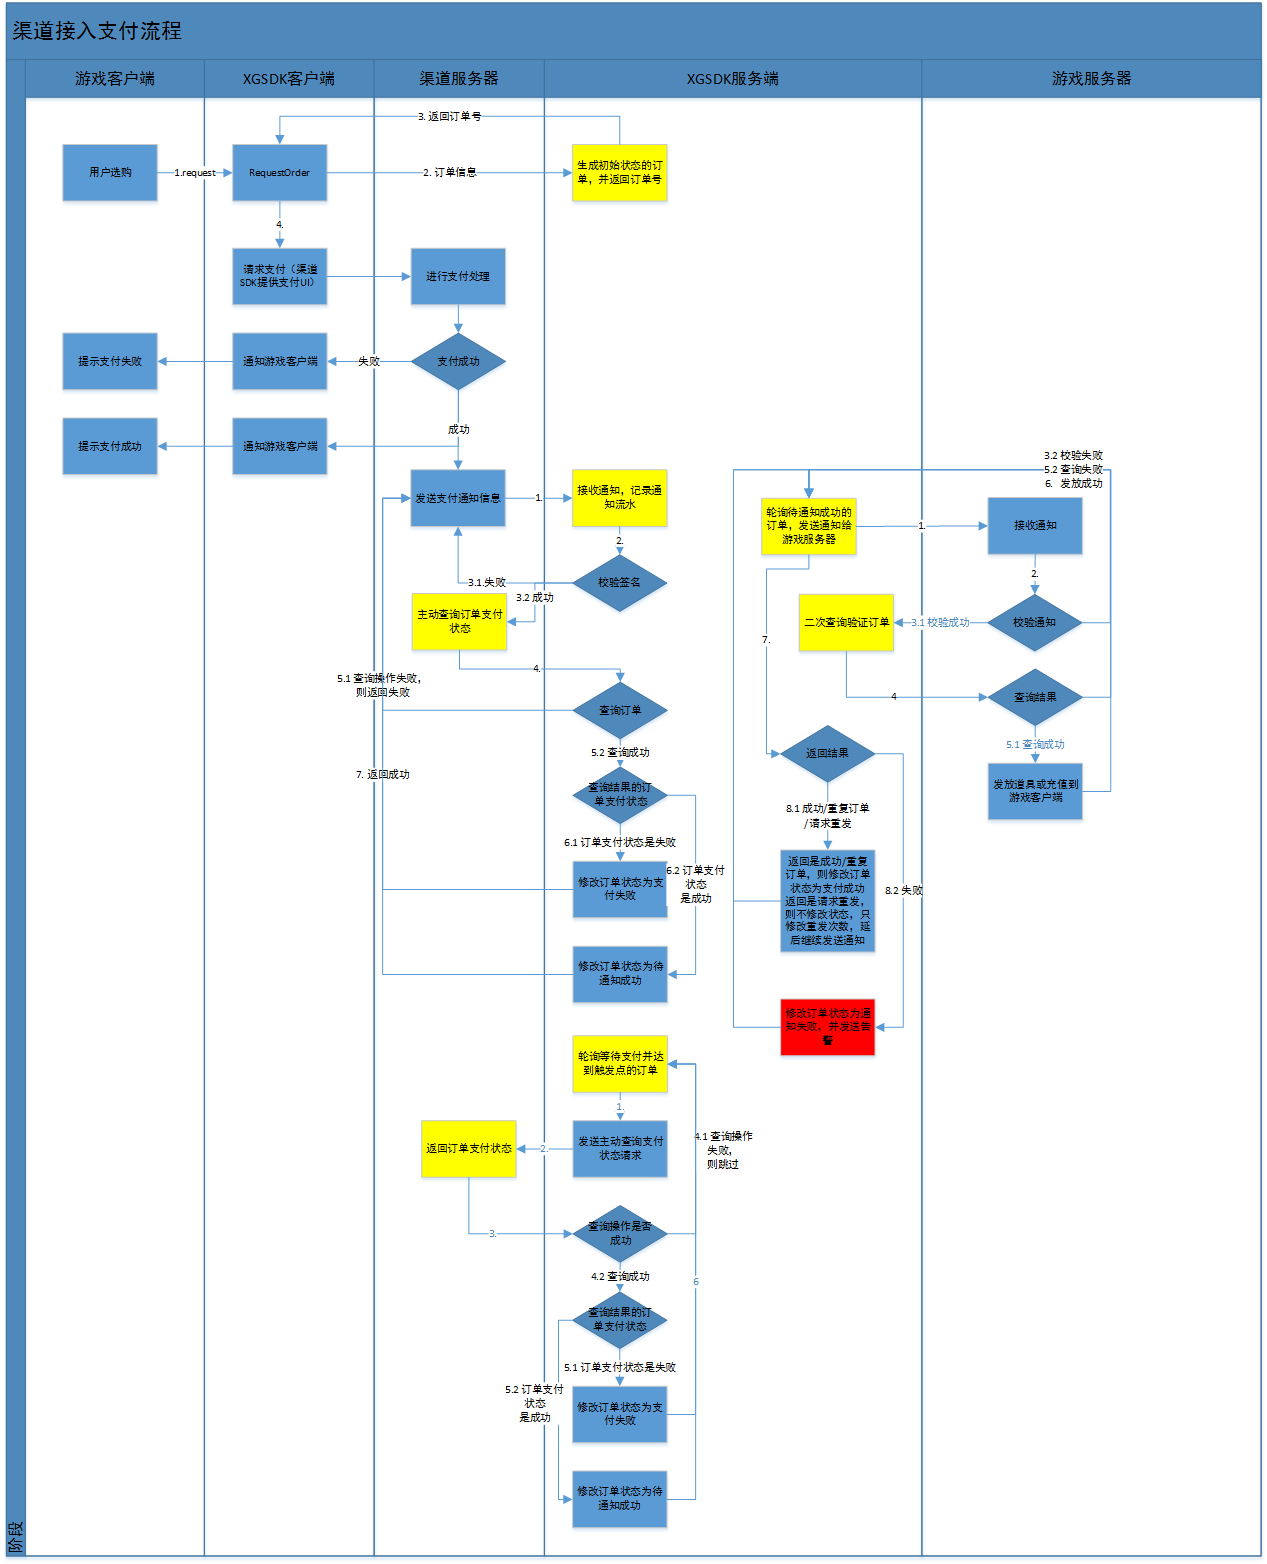 渠道接入支付流程
游戏客户端
XGSDK客户端
渠道服务器
XGSDK服务端
游戏服务器
3. 返回订单号
用户选购
1.request
RequestOrder
2. 订单信息
生成初始状态的订
单，并返回订单号
4.
请求支付（渠道
SDK提供支付UI）
进行支付处理
提示支付失败
通知游戏客户端
失败
支付成功
成功
提示支付成功
通知游戏客户端
发送支付通知信息
1.
接收通知，记录通
知流水
2.
校验签名
3.1.失败
3.2 成功
主动查询订单支付
状态
4.
5.1 查询操作失败，
则返回失败
查询订单
5.2 查询成功
7. 返回成功
查询结果的订
单支付状态
6.1 订单支付状态是失败
6.2 订单支付
状态
是成功
修改订单状态为支
付失败
修改订单状态为待
通知成功
3.2 校验失败
5.2 查询失败
6. 发放成功
轮询待通知成功的
订单，发送通知给
游戏服务器
1.
接收通知
2.
校验通知
3.1 校验成功
二次查询验证订单
7.
4
查询结果
5.1 查询成功
发放道具或充值到
游戏客户端
返回结果
8.1 成功/重复订单
/请求重发
8.2 失败
返回是成功/重复
订单，则修改订单
状态为支付成功
返回是请求重发，
则不修改状态，只
修改重发次数，延
后继续发送通知
修改订单状态为通
知失败，并发送告
警
轮询等待支付并达
到触发点的订单
1.
发送主动查询支付
状态请求
2.
返回订单支付状态
4.1 查询操作
失败，
则跳过
3.
查询操作是否
成功
4.2 查询成功
6
查询结果的订
单支付状态
5.1 订单支付状态是失败
5.2 订单支付
状态
是成功
修改订单状态为支
付失败
修改订单状态为待
通知成功
阶段